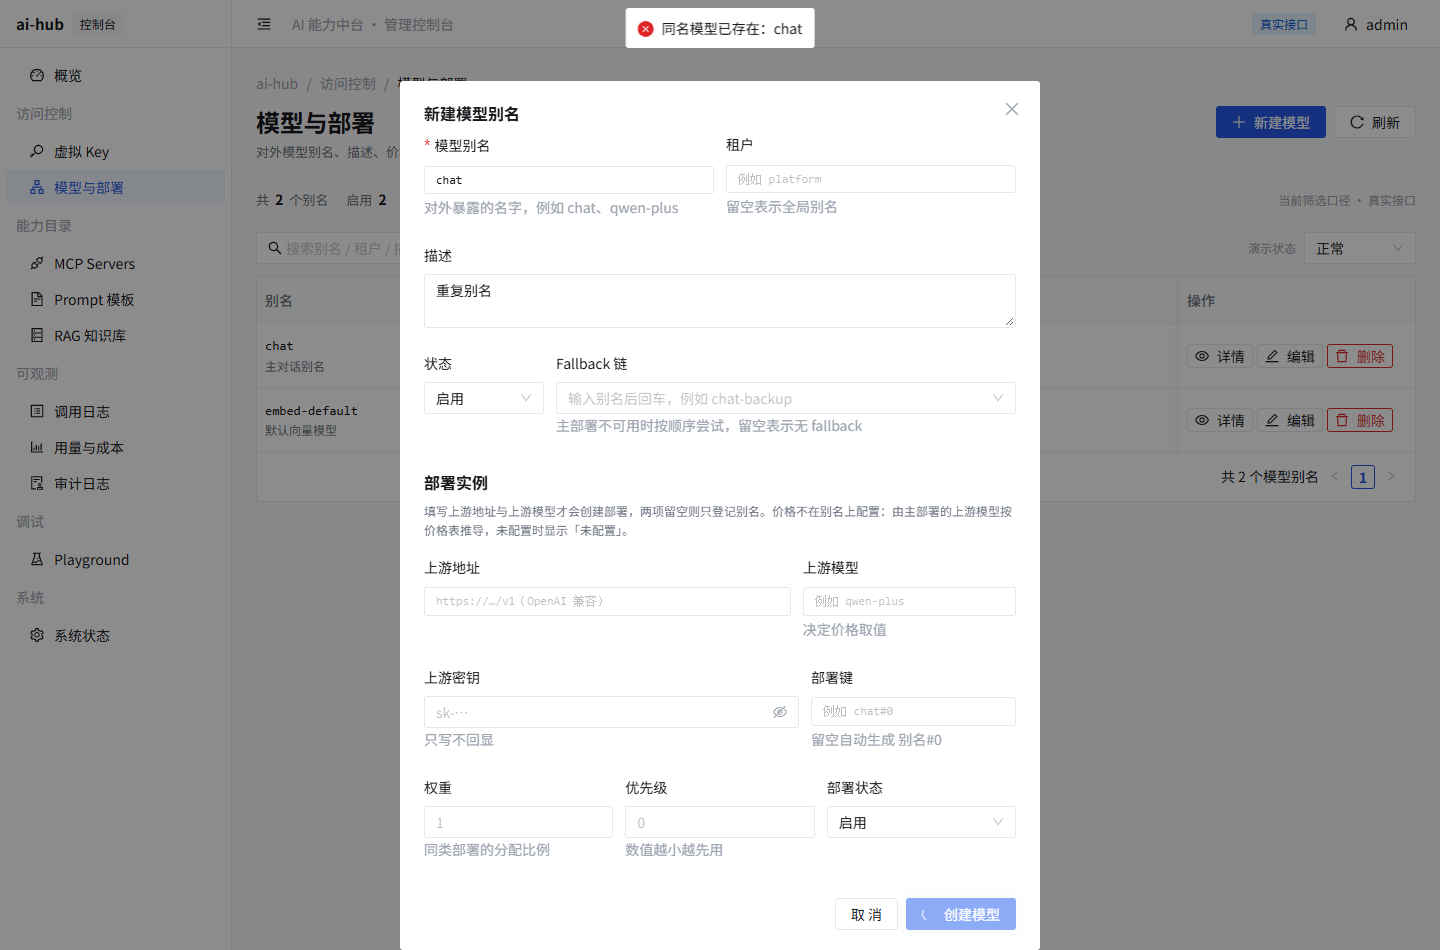 ai-hub 控制台
AI 能力中台 • 管理控制台
同名模型已存在：chat
真实接口
admin
概览
访问控制
虚拟 Key
模型与部署
能力目录
MCP Servers
Prompt 模板
RAG 知识库
可观测
调用日志
用量与成本
审计日志
调试
Playground
系统
系统状态
ai-hub / 访问控制 /
模型与部署
对外模型别名、描述、价
新建模型
刷新
共 2 个别名 启用 2
当前筛选口径 • 真实接口
搜索别名 / 租户 /
演示状态 正常
别名
操作
chat
主对话别名
详情 编辑 删除
embed-default
默认向量模型
详情 编辑 删除
共 2 个模型别名 1
新建模型别名
* 模型别名
租户
chat
例如 platform
对外暴露的名字，例如 chat、qwen-plus
留空表示全局别名
描述
重复别名
状态
Fallback 链
启用
输入别名后回车，例如 chat-backup
主部署不可用时按顺序尝试，留空表示无 fallback
部署实例
填写上游地址与上游模型才会创建部署，两项留空则只登记别名。价格不在别名上配置：由主部署的上游模型按
价格表推导，未配置时显示「未配置」。
上游地址
上游模型
https://…/v1（OpenAI 兼容）
例如 qwen-plus
决定价格取值
上游密钥
部署键
sk-…
例如 chat#0
只写不回显
留空自动生成 别名#0
权重
优先级
部署状态
1
0
启用
同类部署的分配比例
数值越小越先用
取 消
创建模型